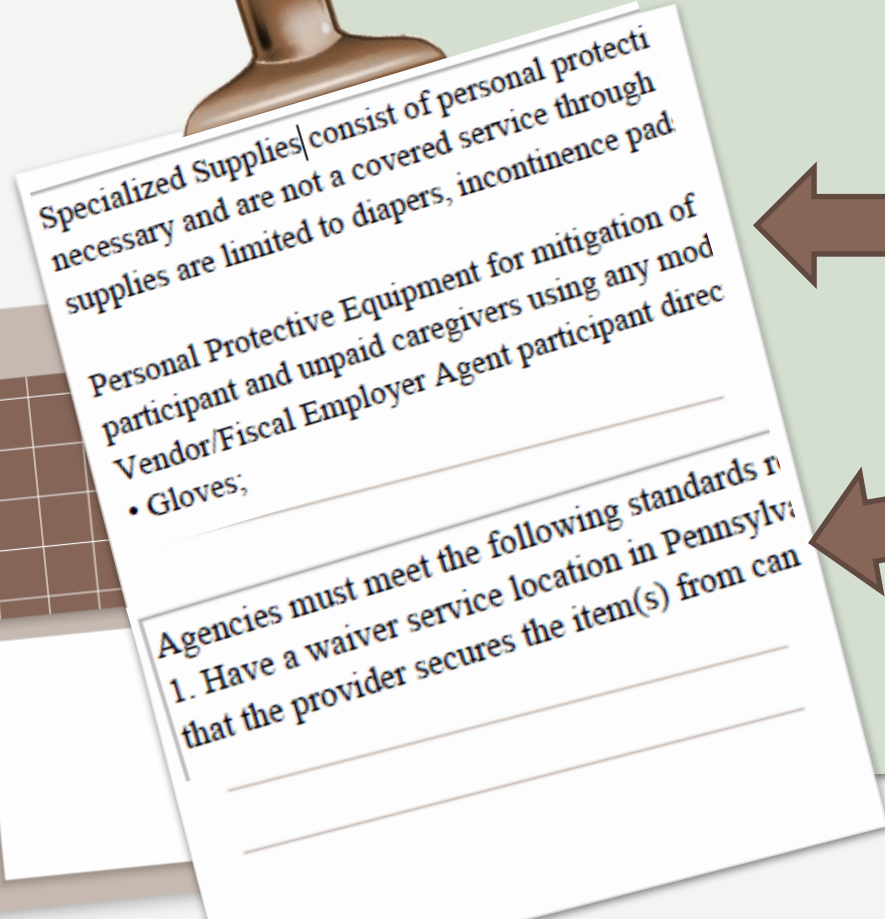 Specialized Supplies consist of personal protecti
necessary and are not a covered service through
supplies are limited to diapers, incontinence pads
Personal Protective Equipment for mitigation of
participant and unpaid caregivers using any mod
Vendor/Fiscal Employer Agent participant direc
• Gloves;
Agencies must meet the following standards r
1. Have a waiver service location in Pennsylva
that the provider secures the item(s) from can